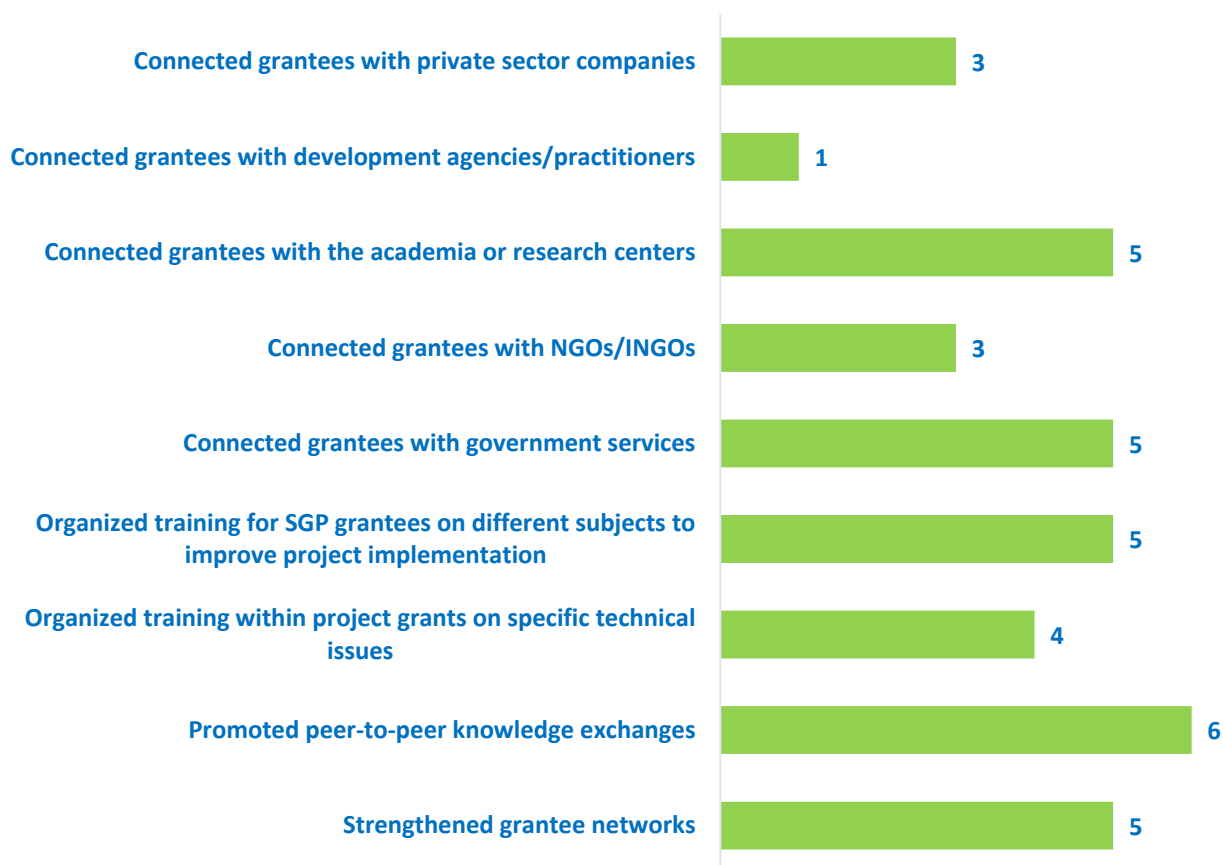 Connected grantees with private sector companies
3
Connected grantees with development agencies/practitioners
1
Connected grantees with the academia or research centers
5
Connected grantees with NGOs/INGOs
3
Connected grantees with government services
5
Organized training for SGP grantees on different subjects to
improve project implementation
5
Organized training within project grants on specific technical
issues
4
Promoted peer-to-peer knowledge exchanges
6
Strengthened grantee networks
5